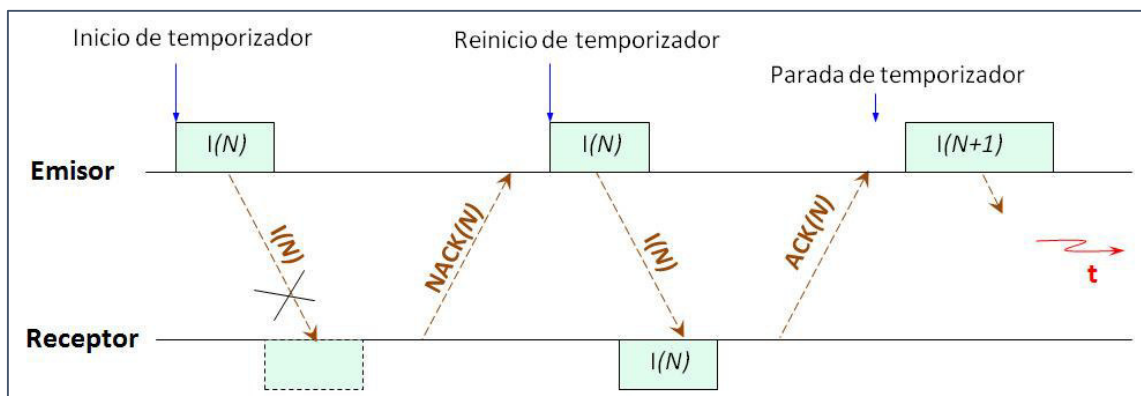 Inicio de temporizador
Reinicio de temporizador
Parada de temporizador
I(N)
I(N)
I(N+1)
Emisor
I(N)
NACK(N)
I(N)
ACK(N)
t
Receptor
I(N)